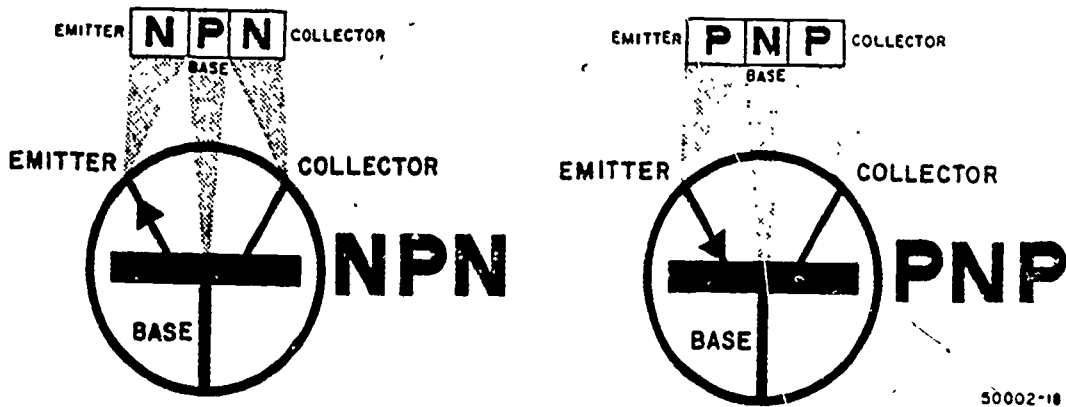 EMITTER N P N COLLECTOR
BASE
EMITTER COLLECTOR
NPN
BASE
EMITTER P N P COLLECTOR
BASE
EMITTER COLLECTOR
PNP
BASE
50002-18